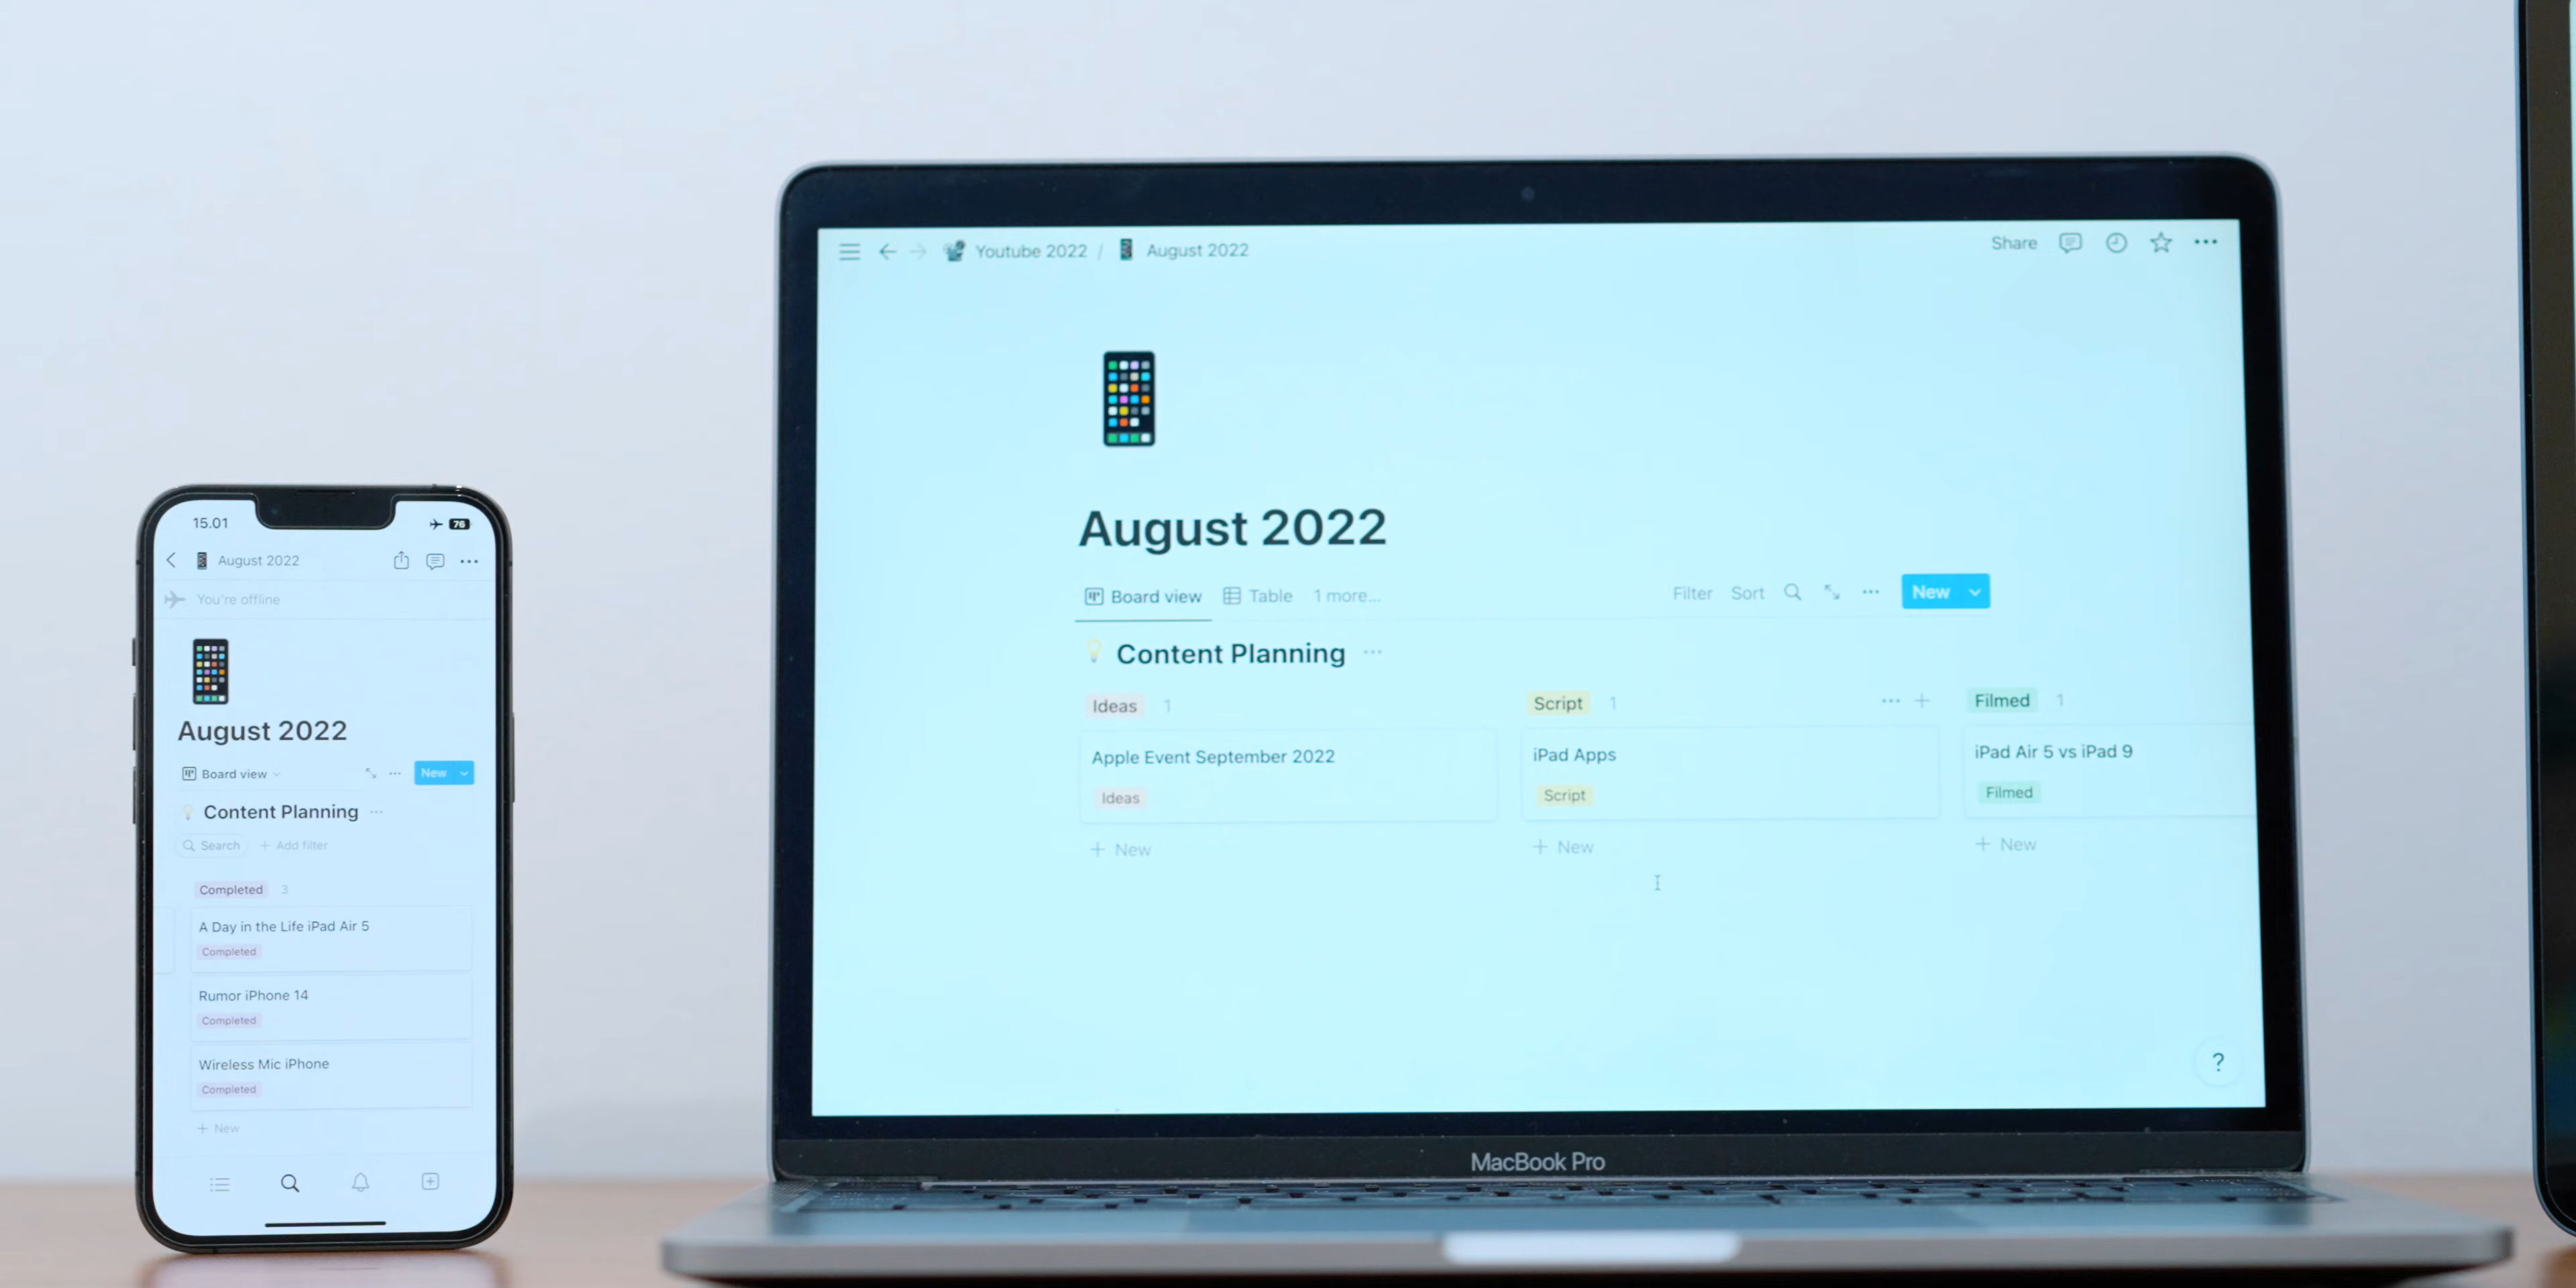 15.01
76
August 2022
You're offline
August 2022
Board view
New
Content Planning
Search
Add filter
Completed 3
A Day in the Life iPad Air 5
Completed
Rumor iPhone 14
Completed
Wireless Mic iPhone
Completed
+ New
Youtube 2022 / August 2022
Share
August 2022
Board view Table 1 more...
Filter Sort New
Content Planning
Ideas 1 Script 1 Filmed 1
Apple Event September 2022 iPad Apps iPad Air 5 vs iPad 9
Ideas Script Filmed
+ New + New + New
?
MacBook Pro